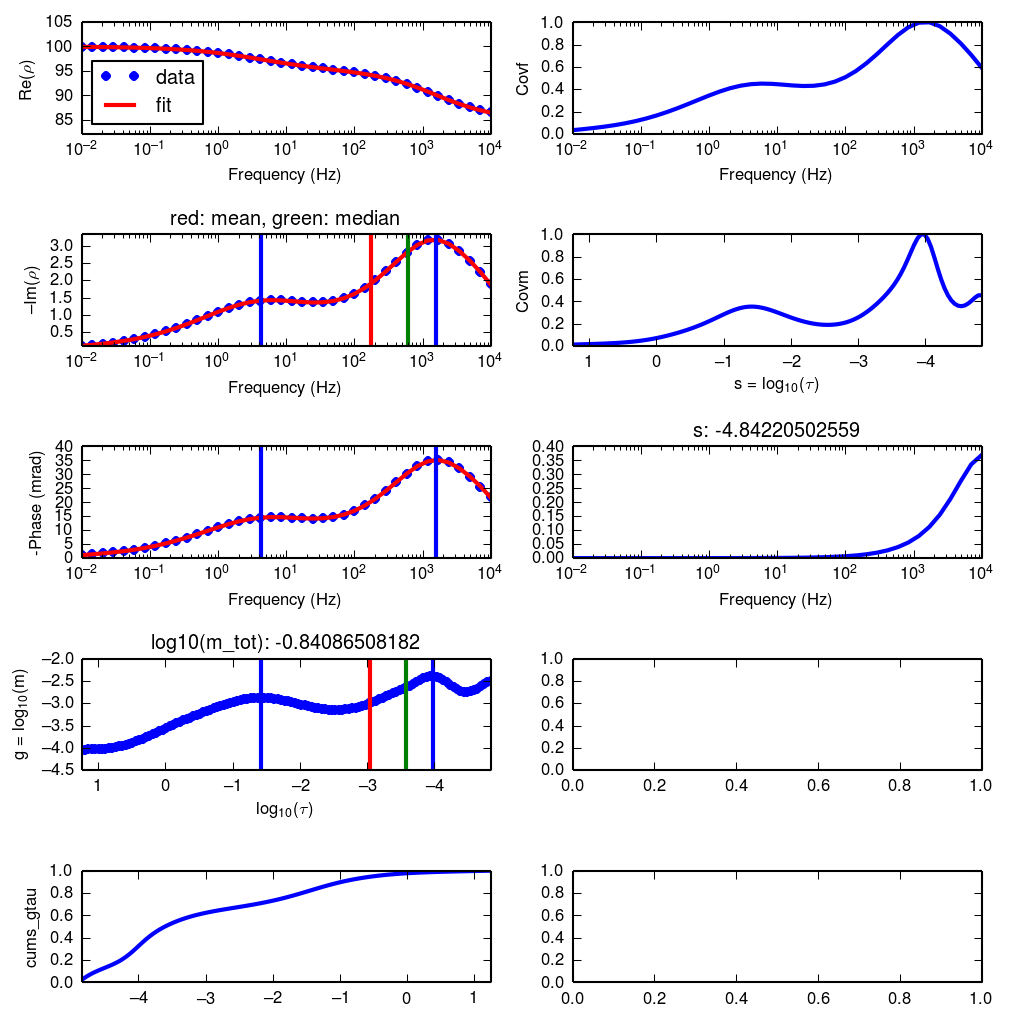 105
100
95
90
85
Re(ρ)
data
fit
10⁻² 10⁻¹ 10⁰ 10¹ 10² 10³ 10⁴
Frequency (Hz)
1.0
0.8
0.6
0.4
0.2
0.0
Covf
10⁻² 10⁻¹ 10⁰ 10¹ 10² 10³ 10⁴
Frequency (Hz)
red: mean, green: median
3.0
2.5
2.0
1.5
1.0
0.5
–Im(ρ)
10⁻² 10⁻¹ 10⁰ 10¹ 10² 10³ 10⁴
Frequency (Hz)
1.0
0.8
0.6
0.4
0.2
0.0
Covm
1 0 –1 –2 –3 –4
s = log₁₀(τ)
40
35
30
25
20
15
10
5
0
-Phase (mrad)
10⁻² 10⁻¹ 10⁰ 10¹ 10² 10³ 10⁴
Frequency (Hz)
s: -4.84220502559
0.40
0.35
0.30
0.25
0.20
0.15
0.10
0.05
0.00
10⁻² 10⁻¹ 10⁰ 10¹ 10² 10³ 10⁴
Frequency (Hz)
log10(m_tot): -0.84086508182
–2.0
–2.5
–3.0
–3.5
–4.0
–4.5
g = log₁₀(m)
1 0 –1 –2 –3 –4
log₁₀(τ)
1.0
0.8
0.6
0.4
0.2
0.0
0.0 0.2 0.4 0.6 0.8 1.0
1.0
0.8
0.6
0.4
0.2
0.0
cums_gtau
–4 –3 –2 –1 0 1
1.0
0.8
0.6
0.4
0.2
0.0
0.0 0.2 0.4 0.6 0.8 1.0